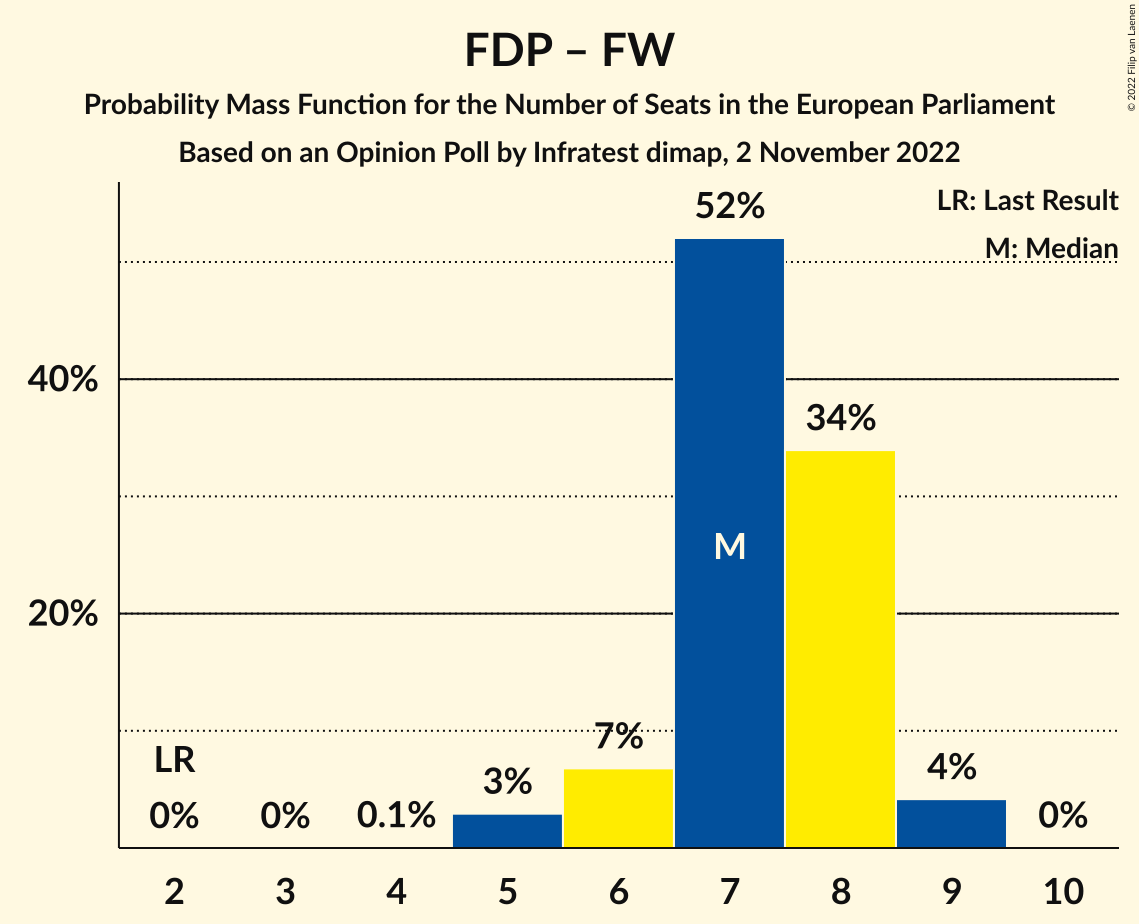 FDP – FW
Probability Mass Function for the Number of Seats in the European Parliament
Based on an Opinion Poll by Infratest dimap, 2 November 2022
© 2022 Filip van Laenen
LR: Last Result
M: Median
52%
40%
34%
M
20%
7%
LR
3%
4%
0%
0%
0.1%
0%
2 3 4 5 6 7 8 9 10